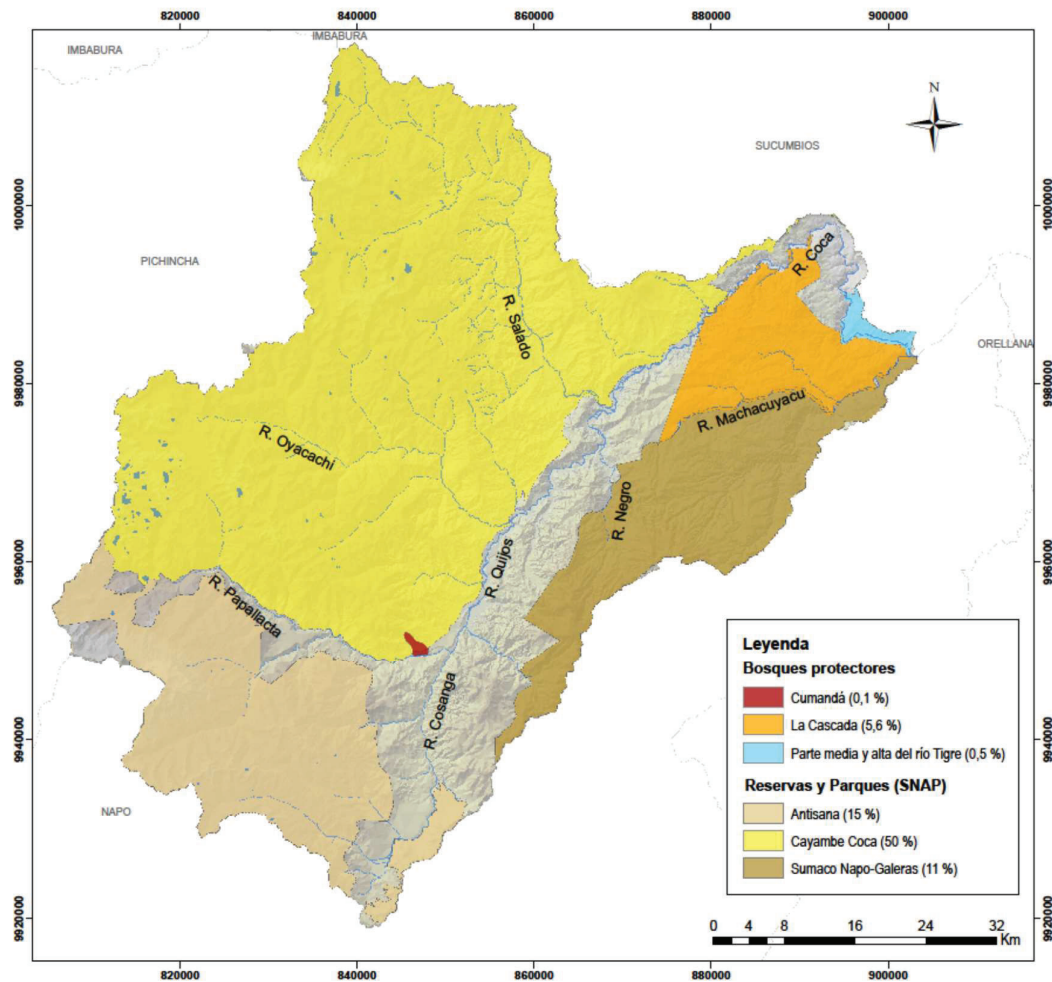 820000 840000 860000 880000 900000
IMBABURA
IMBABURA
N
SUCUMBIOS
10000000
10000000
R. Coca
PICHINCHA
R. Salado
ORELLANA
9980000
9980000
R. Machacuyacu
R. Oyacachi
R. Negro
9960000
9960000
R. Quijos
R. Papallacta
R. Cosanga
9940000
9940000
NAPO
9920000
9920000
Leyenda
Bosques protectores
Cumandá (0,1 %)
La Cascada (5,6 %)
Parte media y alta del río Tigre (0,5 %)
Reservas y Parques (SNAP)
Antisana (15 %)
Cayambe Coca (50 %)
Sumaco Napo-Galeras (11 %)
0 4 8 16 24 32
Km
820000 840000 860000 880000 900000